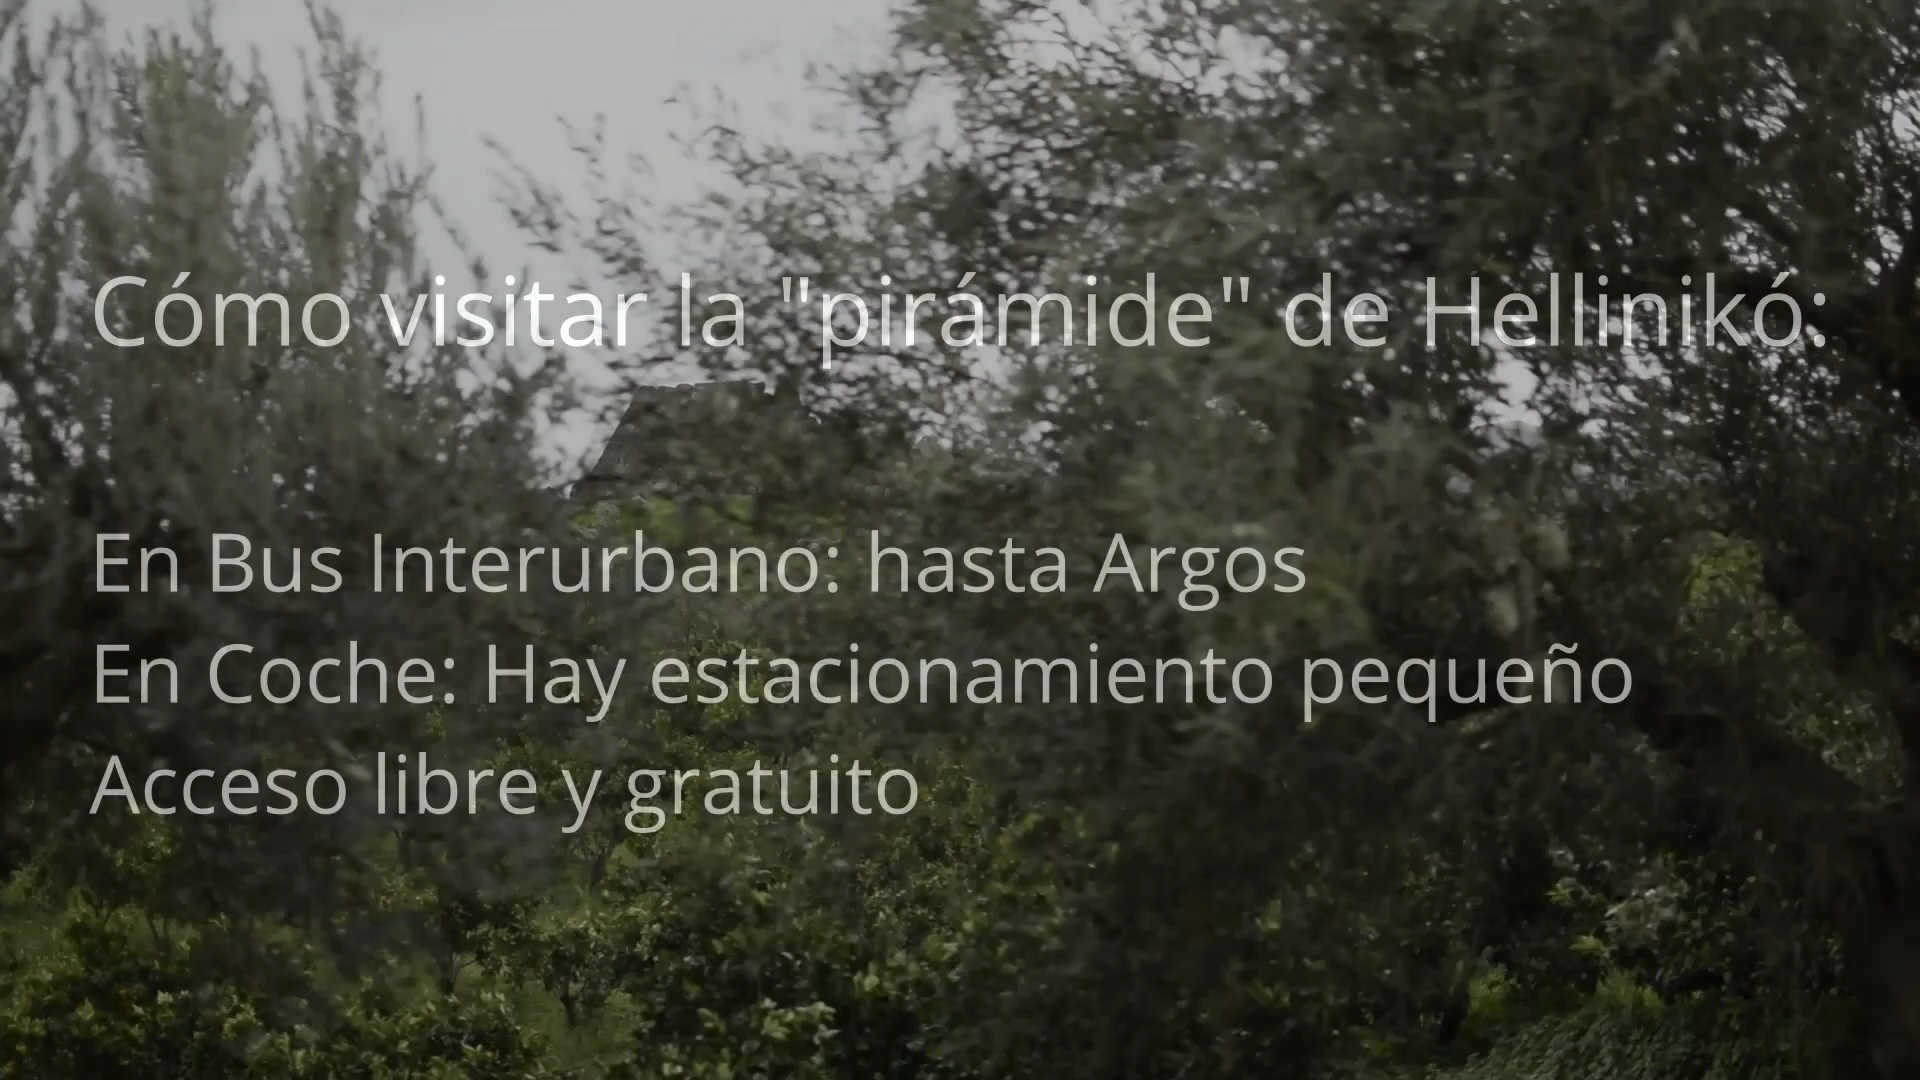 Cómo visitar la "pirámide" de Hellinikó:
En Bus Interurbano: hasta Argos
En Coche: Hay estacionamiento pequeño
Acceso libre y gratuito